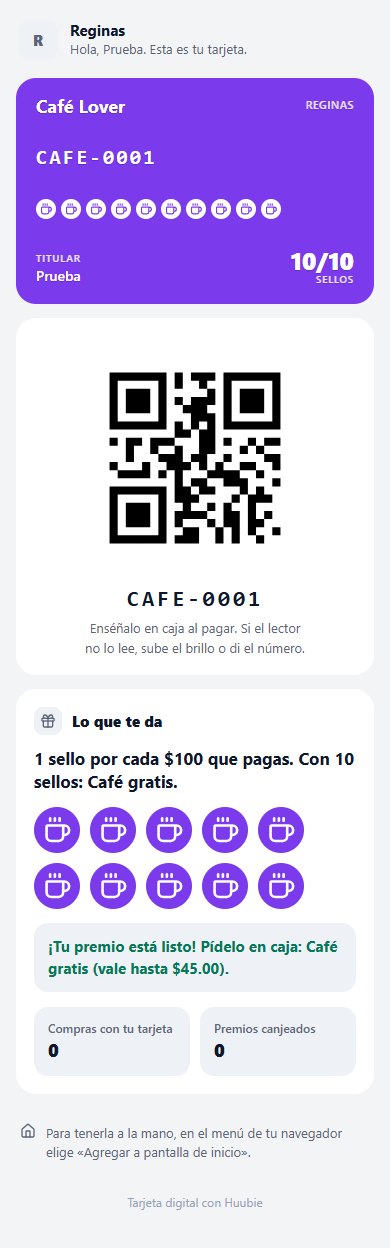 R
Reginas
Hola, Prueba. Esta es tu tarjeta.
Café Lover
REGINAS
CAFE-0001
TITULAR
Prueba
10/10
SELLOS
CAFE-0001
Enséñalo en caja al pagar. Si el lector
no lo lee, sube el brillo o di el número.
Lo que te da
1 sello por cada $100 que pagas. Con 10
sellos: Café gratis.
¡Tu premio está listo! Pídelo en caja: Café
gratis (vale hasta $45.00).
Compras con tu tarjeta
0
Premios canjeados
0
Para tenerla a la mano, en el menú de tu navegador
elige «Agregar a pantalla de inicio».
Tarjeta digital con Huubie